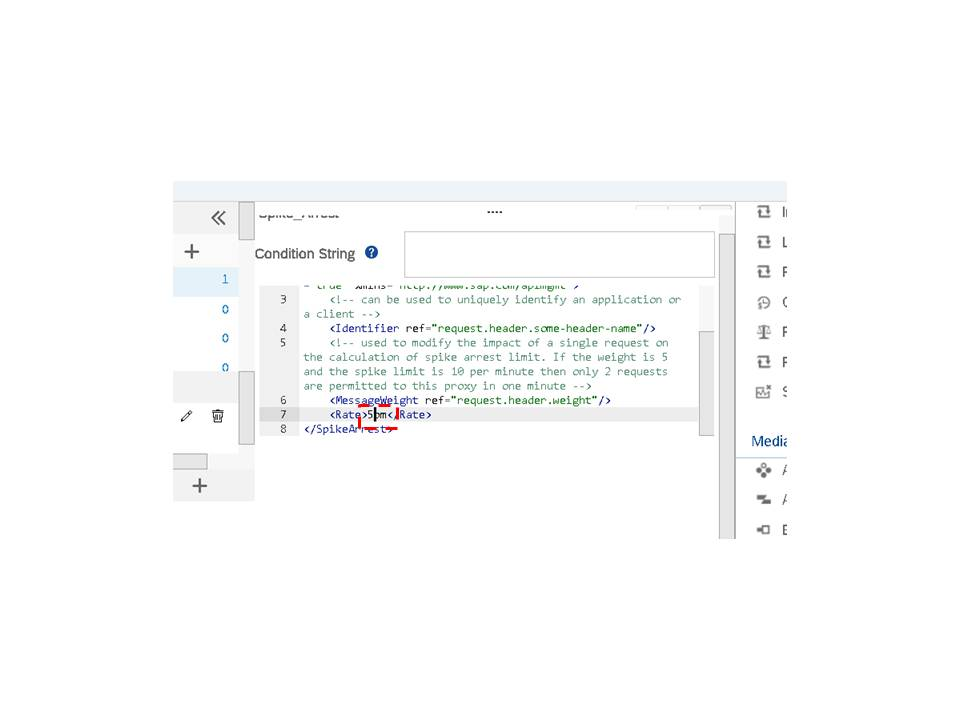 Spike_Arrest
Condition String
1
0
0
0
= "true" xmlns="http://www.sap.com/apimgmt">
3 <!-- can be used to uniquely identify an application or
a client -->
4 <Identifier ref="request.header.some-header-name"/>
5 <!-- used to modify the impact of a single request on
the calculation of spike arrest limit. If the weight is 5
and the spike limit is 10 per minute then only 2 requests
are permitted to this proxy in one minute -->
6 <MessageWeight ref="request.header.weight"/>
7 <Rate>5pm</Rate>
8 </SpikeArrest>
Media